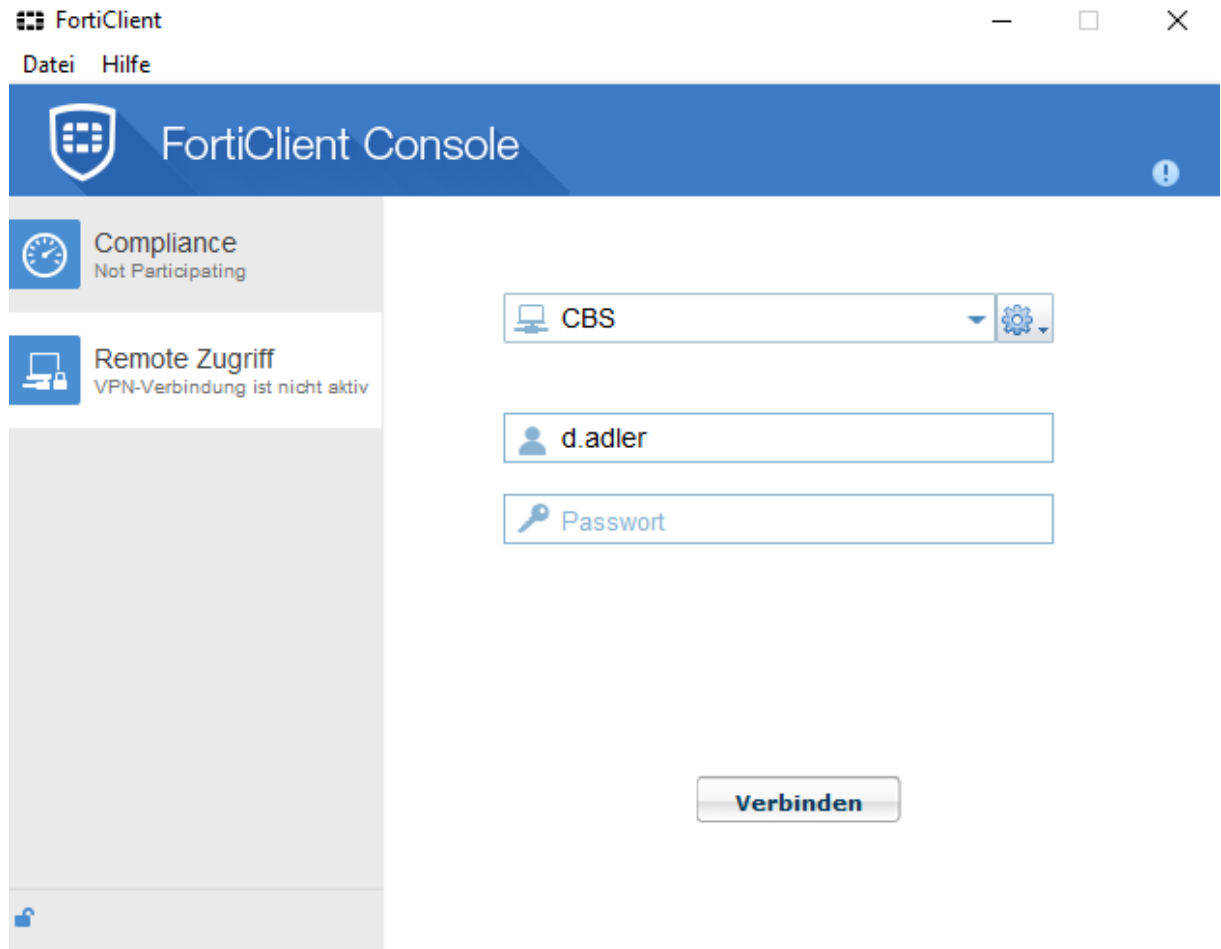 FortiClient
Datei Hilfe
FortiClient Console
Compliance
Not Participating
Remote Zugriff
VPN-Verbindung ist nicht aktiv
CBS
d.adler
Passwort
Verbinden